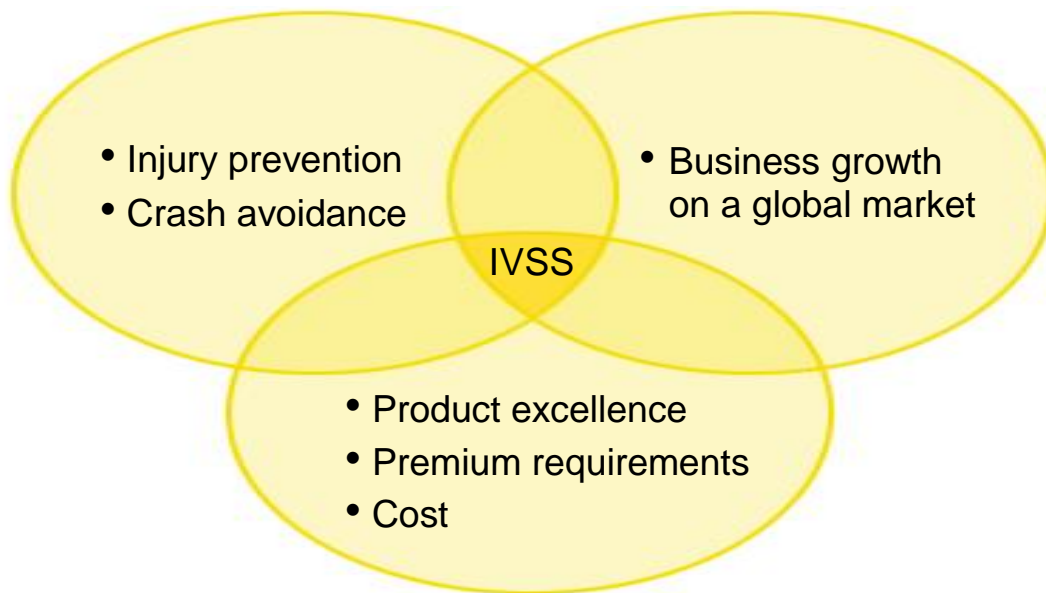 • Injury prevention
• Crash avoidance
• Business growth
on a global market
IVSS
• Product excellence
• Premium requirements
• Cost